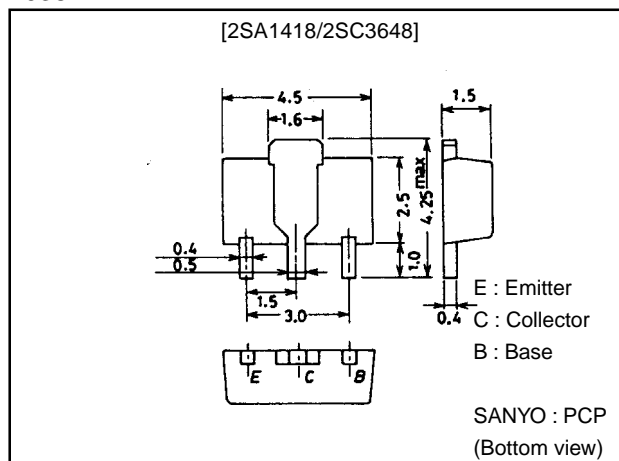 [2SA1418/2SC3648]
4.5
1.6
1.5
2.5
4.25max
1.0
0.4
0.5
1.5
3.0
0.4
E : Emitter
C : Collector
B : Base
E C B
SANYO : PCP
(Bottom view)